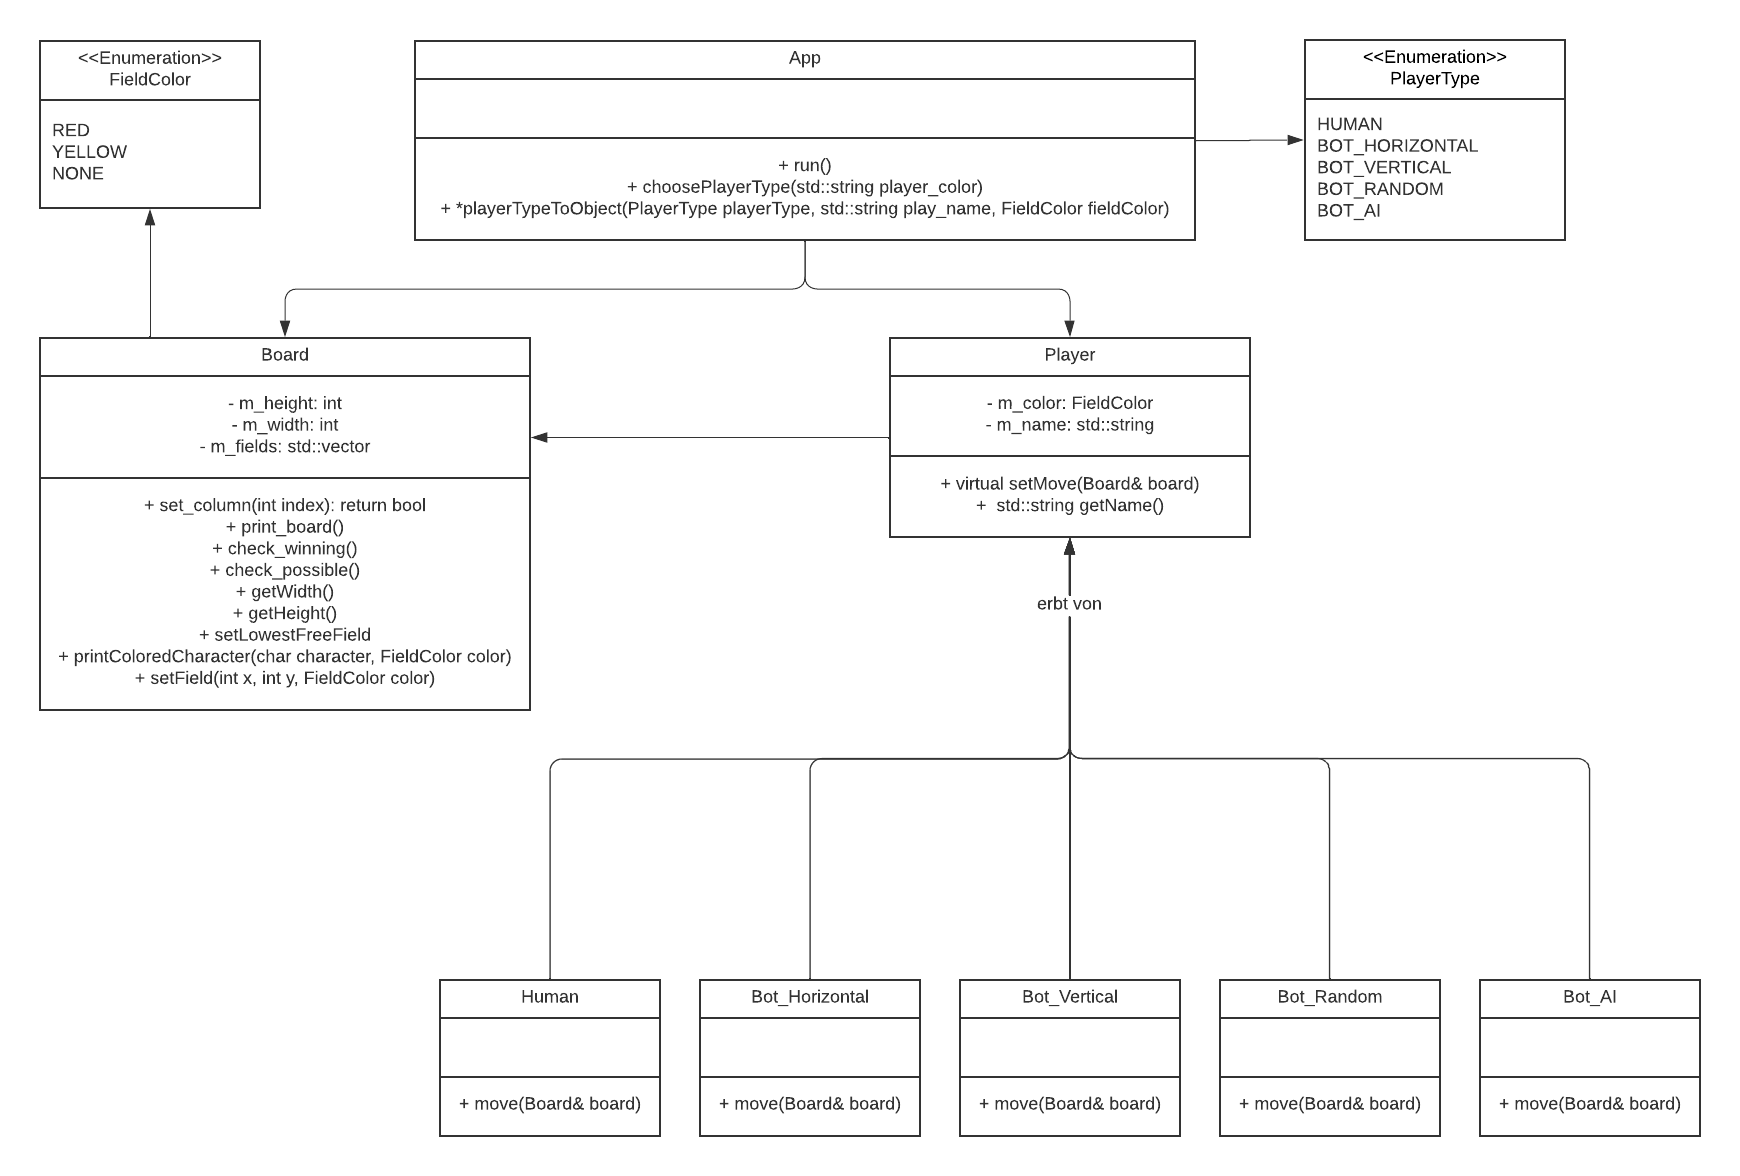 <<Enumeration>>
FieldColor
RED
YELLOW
NONE
App
+ run()
+ choosePlayerType(std::string player_color)
+ *playerTypeToObject(PlayerType playerType, std::string play_name, FieldColor fieldColor)
<<Enumeration>>
PlayerType
HUMAN
BOT_HORIZONTAL
BOT_VERTICAL
BOT_RANDOM
BOT_AI
Board
- m_height: int
- m_width: int
- m_fields: std::vector
+ set_column(int index): return bool
+ print_board()
+ check_winning()
+ check_possible()
+ getWidth()
+ getHeight()
+ setLowestFreeField
+ printColoredCharacter(char character, FieldColor color)
+ setField(int x, int y, FieldColor color)
Player
- m_color: FieldColor
- m_name: std::string
+ virtual setMove(Board& board)
+  std::string getName()
erbt von
Human
+ move(Board& board)
Bot_Horizontal
+ move(Board& board)
Bot_Vertical
+ move(Board& board)
Bot_Random
+ move(Board& board)
Bot_AI
+ move(Board& board)